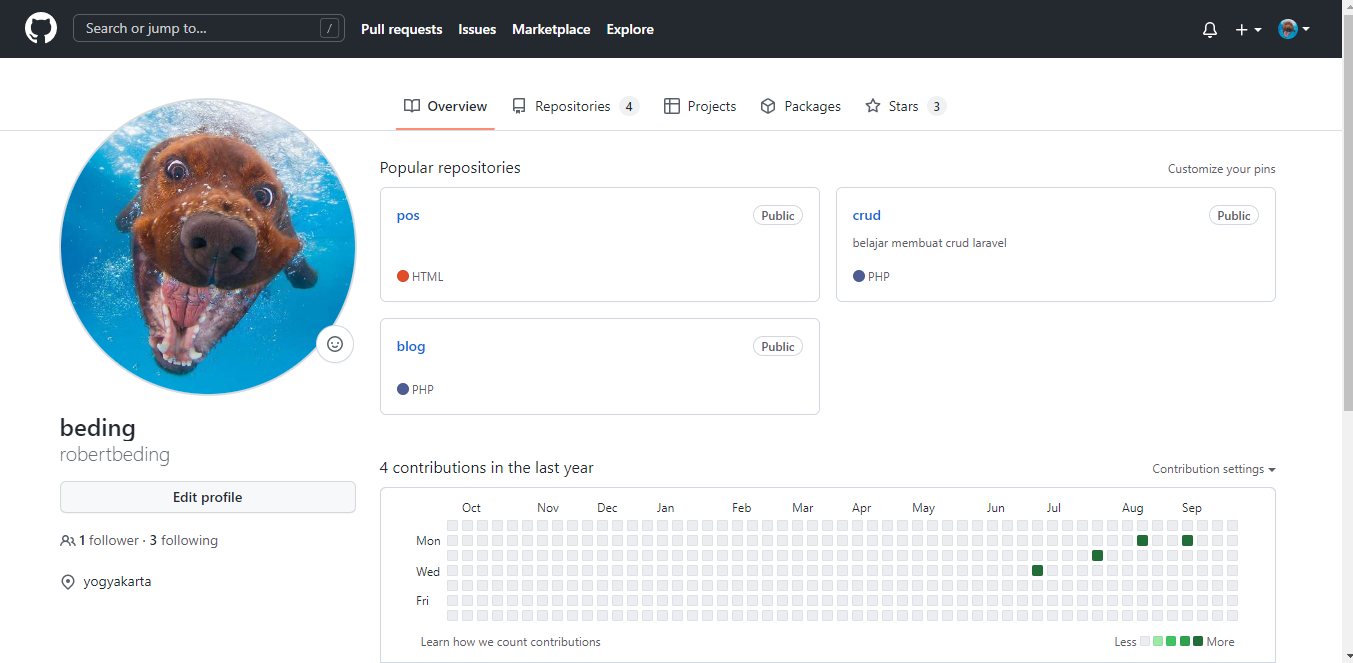 Search or jump to... /
Pull requests Issues Marketplace Explore
Overview Repositories 4 Projects Packages Stars 3
beding
robertbeding
Edit profile
1 follower · 3 following
yogyakarta
Popular repositories Customize your pins
pos Public
HTML
crud Public
belajar membuat crud laravel
PHP
blog Public
PHP
4 contributions in the last year Contribution settings
Oct Nov Dec Jan Feb Mar Apr May Jun Jul Aug Sep
Mon
Wed
Fri
Learn how we count contributions Less More